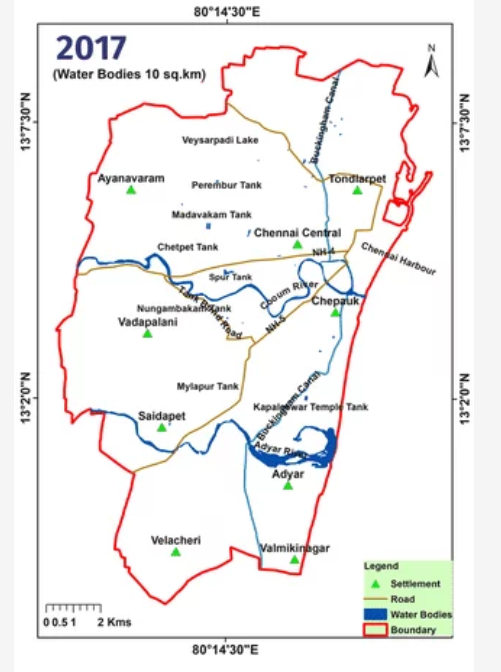 80°14'30"E
2017
(Water Bodies 10 sq.km)
N
13°7'30"N
13°7'30"N
Buckingham Canal
Veysarpadi Lake
Ayanavaram
Perembur Tank
Tondiarpet
Madavakam Tank
Chennai Central
Chetpet Tank
NH-4
Chennai Harbour
Spur Tank
Cooum River
Tank Bund Road
Nungambakam Tank
Chepauk
Vadapalani
NH-5
13°2'0"N
13°2'0"N
Mylapur Tank
Buckingham Canal
Kapaleswar Temple Tank
Saidapet
Adyar River
Adyar
Velacheri
Valmikinagar
Legend
Settlement
Road
Water Bodies
Boundary
0 0.5 1 2 Kms
80°14'30"E